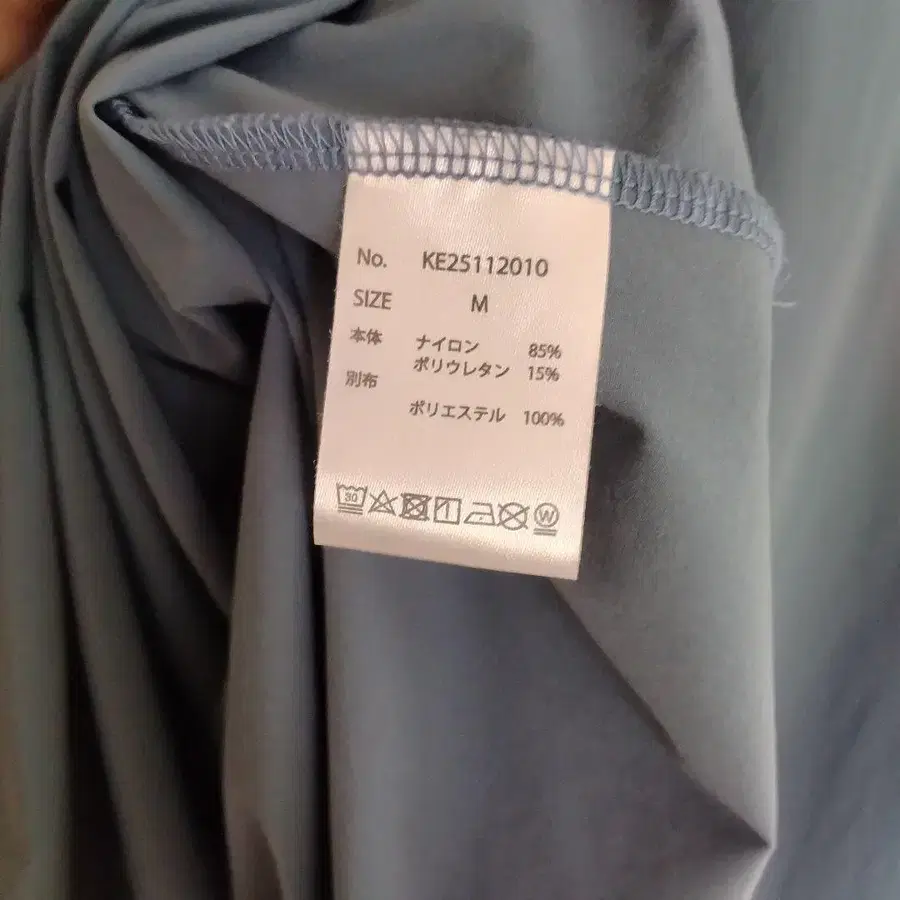 No. KE25112010
SIZE M
本体 ナイロン 85%
ポリウレタン 15%
別布
ポリエステル 100%
30
W